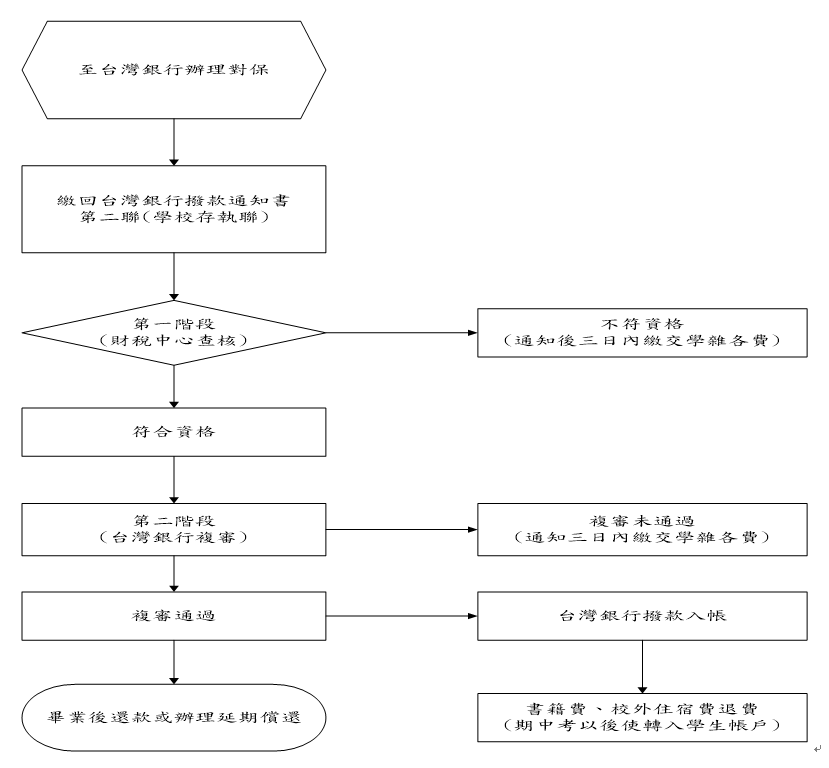 至台灣銀行辦理對保
繳回台灣銀行撥款通知書
第二聯(學校存執聯)
第一階段
(財稅中心查核)
不符資格
(通知後三日內繳交學雜各費)
符合資格
第二階段
(台灣銀行複審)
複審未通過
(通知三日內繳交學雜各費)
複審通過
台灣銀行撥款入帳
畢業後還款或辦理延期償還
書籍費、校外住宿費退費
(期中考以後使轉入學生帳戶)